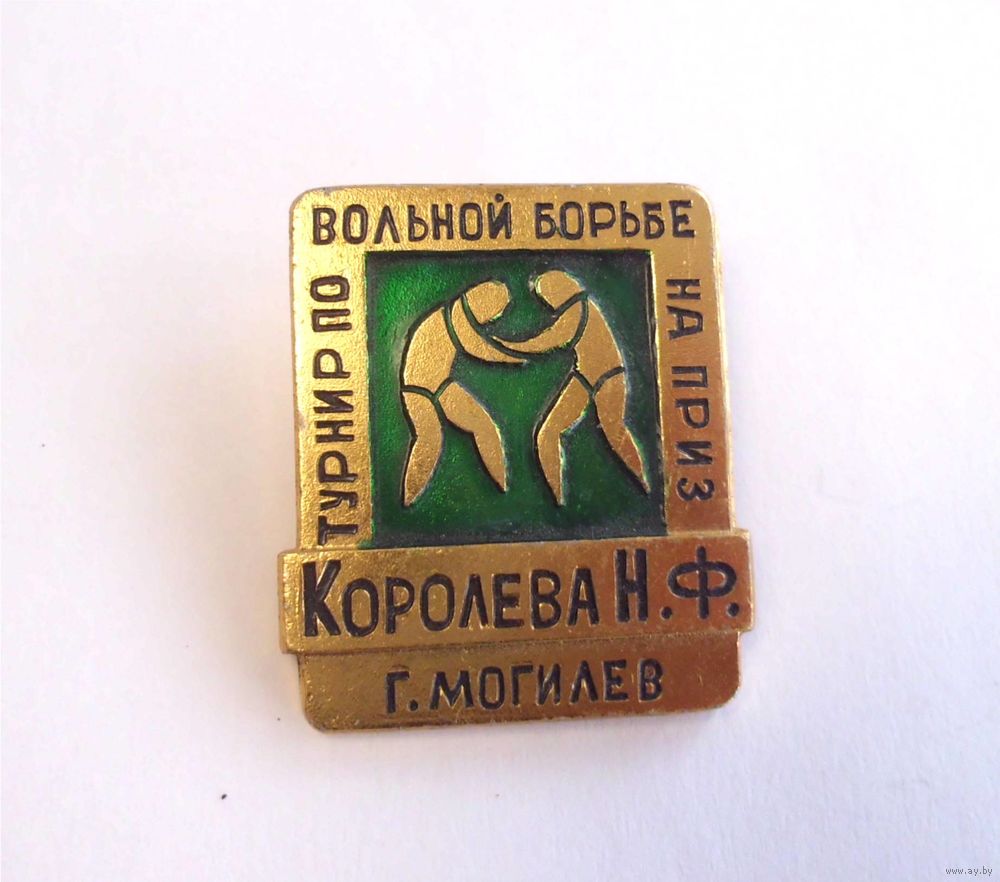 ТУРНИР ПО
ВОЛЬНОЙ БОРЬБЕ
НА ПРИЗ
КОРОЛЕВА Н.Ф.
Г. МОГИЛЕВ
www.ay.by